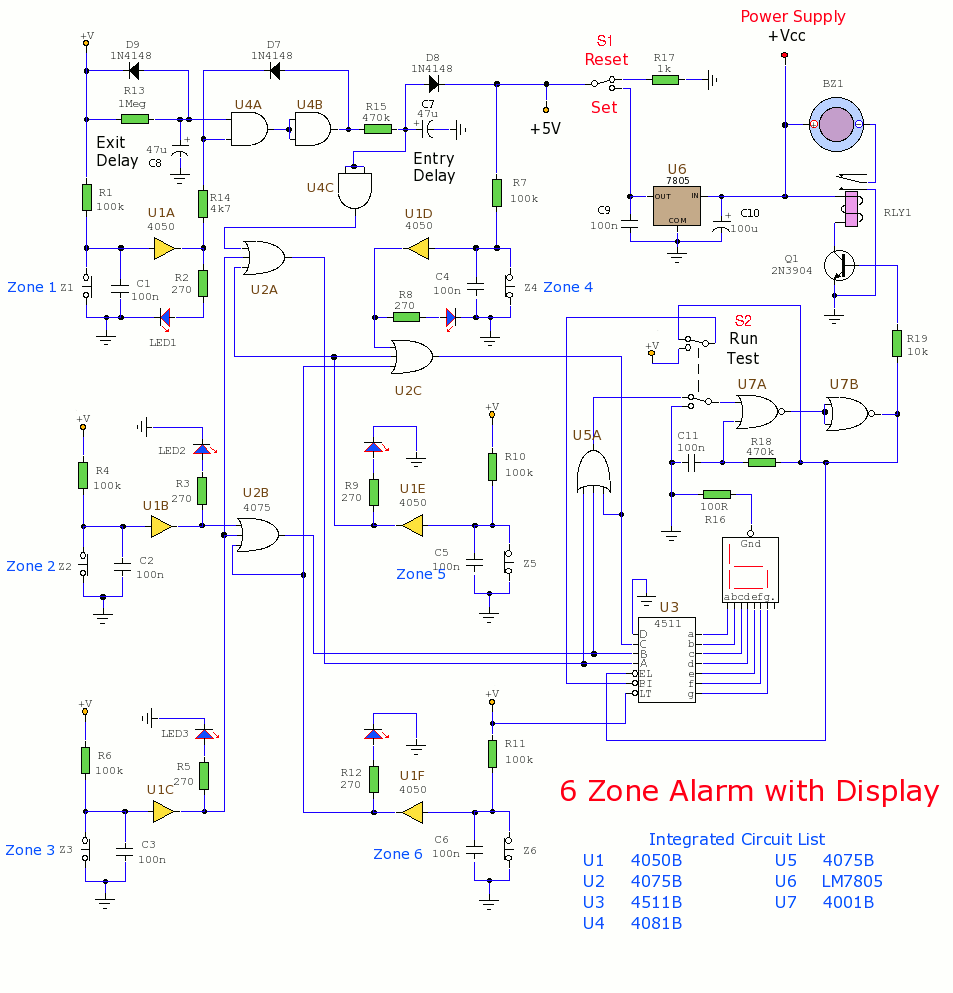 Power Supply
+Vcc
+V
D9
1N4148
D7
1N4148
D8
1N4148
S1
Reset
Set
R17
1k
BZ1
R13
1Meg
U4A
U4B
R15
470k
C7
47u
+
+5V
Exit
Delay
47u
C8
+
Entry
Delay
U4C
U6
7805
OUT
IN
COM
C9
100n
C10
100u
+
RLY1
R1
100k
R14
4k7
R7
100k
U1A
4050
U1D
4050
Q1
2N3904
Zone 1
Z1
C1
100n
R2
270
LED1
U2A
R8
270
C4
100n
Z4
Zone 4
U2C
S2
Run
Test
+V
R19
10k
U7A
U7B
+V
LED2
R4
100k
R3
270
U1B
U2B
4075
Zone 2
Z2
C2
100n
+V
R10
100k
R9
270
U1E
4050
C5
100n
Zone 5
Z5
U5A
C11
100n
R18
470k
100R
R16
Gnd
abcdefg.
U3
4511
D
C
B
A
EL
BI
LT
a
b
c
d
e
f
g
+V
LED3
R6
100k
R5
270
U1C
Zone 3
Z3
C3
100n
+V
R11
100k
R12
270
U1F
4050
Zone 6
C6
100n
Z6
6 Zone Alarm with Display
Integrated Circuit List
U1 4050B U5 4075B
U2 4075B U6 LM7805
U3 4511B U7 4001B
U4 4081B